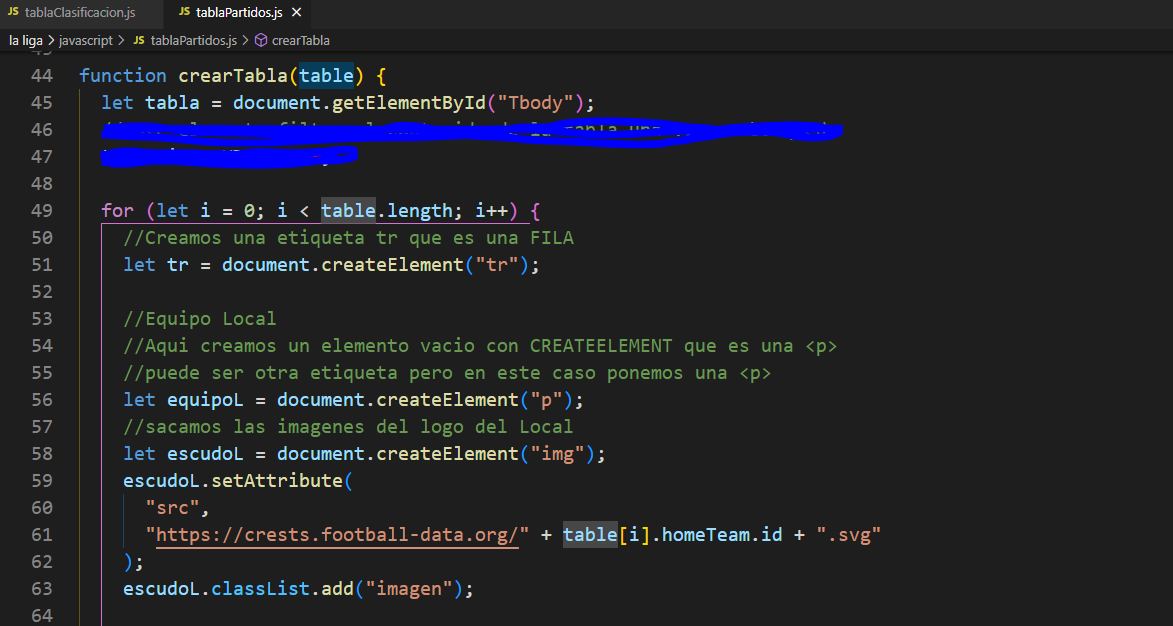 JS tablaClasificacion.js JS tablaPartidos.js ×
la liga > javascript > JS tablaPartidos.js > crearTabla
44 function crearTabla(table) {
45 let tabla = document.getElementById("Tbody");
46
47
48
49 for (let i = 0; i < table.length; i++) {
50 //Creamos una etiqueta tr que es una FILA
51 let tr = document.createElement("tr");
52
53 //Equipo Local
54 //Aqui creamos un elemento vacio con CREATEELEMENT que es una <p>
55 //puede ser otra etiqueta pero en este caso ponemos una <p>
56 let equipoL = document.createElement("p");
57 //sacamos las imagenes del logo del Local
58 let escudoL = document.createElement("img");
59 escudoL.setAttribute(
60 "src",
61 "https://crests.football-data.org/" + table[i].homeTeam.id + ".svg"
62 );
63 escudoL.classList.add("imagen");
64